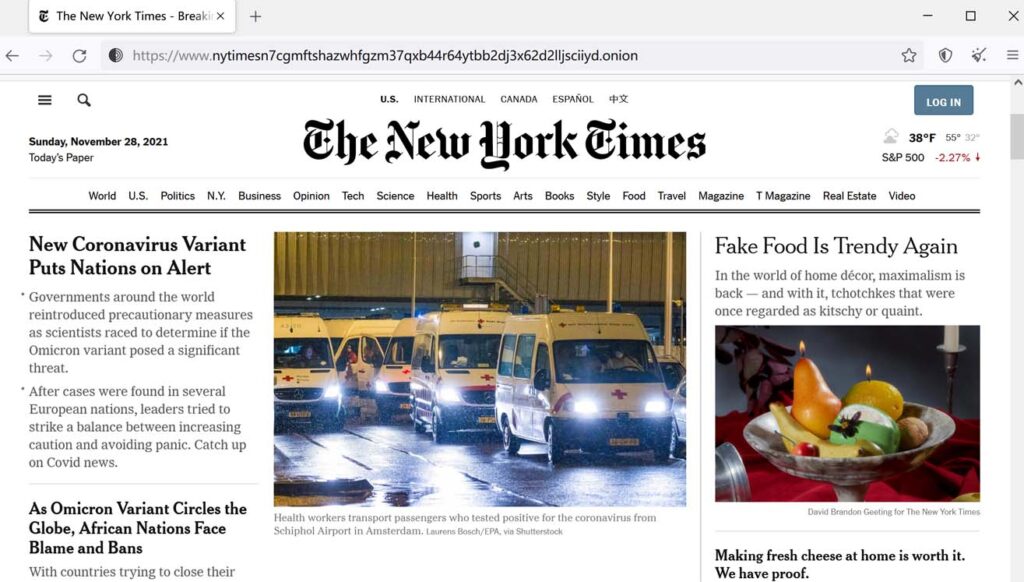 The New York Times - Breakin
https://www.nytimesn7cgmftshazwhfgzm37qxb44r64ytbb2dj3x62d2lljsciiyd.onion
U.S. INTERNATIONAL CANADA ESPAÑOL 中文
LOG IN
Sunday, November 28, 2021
Today's Paper
The New York Times
38°F 55° 32°
S&P 500 -2.27%
World U.S. Politics N.Y. Business Opinion Tech Science Health Sports Arts Books Style Food Travel Magazine T Magazine Real Estate Video
New Coronavirus Variant
Puts Nations on Alert
Governments around the world
reintroduced precautionary measures
as scientists raced to determine if the
Omicron variant posed a significant
threat.
After cases were found in several
European nations, leaders tried to
strike a balance between increasing
caution and avoiding panic. Catch up
on Covid news.
As Omicron Variant Circles the
Globe, African Nations Face
Blame and Bans
With countries trying to close their
Health workers transport passengers who tested positive for the coronavirus from
Schiphol Airport in Amsterdam. Laurens Bosch/EPA, via Shutterstock
Fake Food Is Trendy Again
In the world of home décor, maximalism is
back — and with it, tchotchkes that were
once regarded as kitschy or quaint.
David Brandon Geeting for The New York Times
Making fresh cheese at home is worth it.
We have proof.